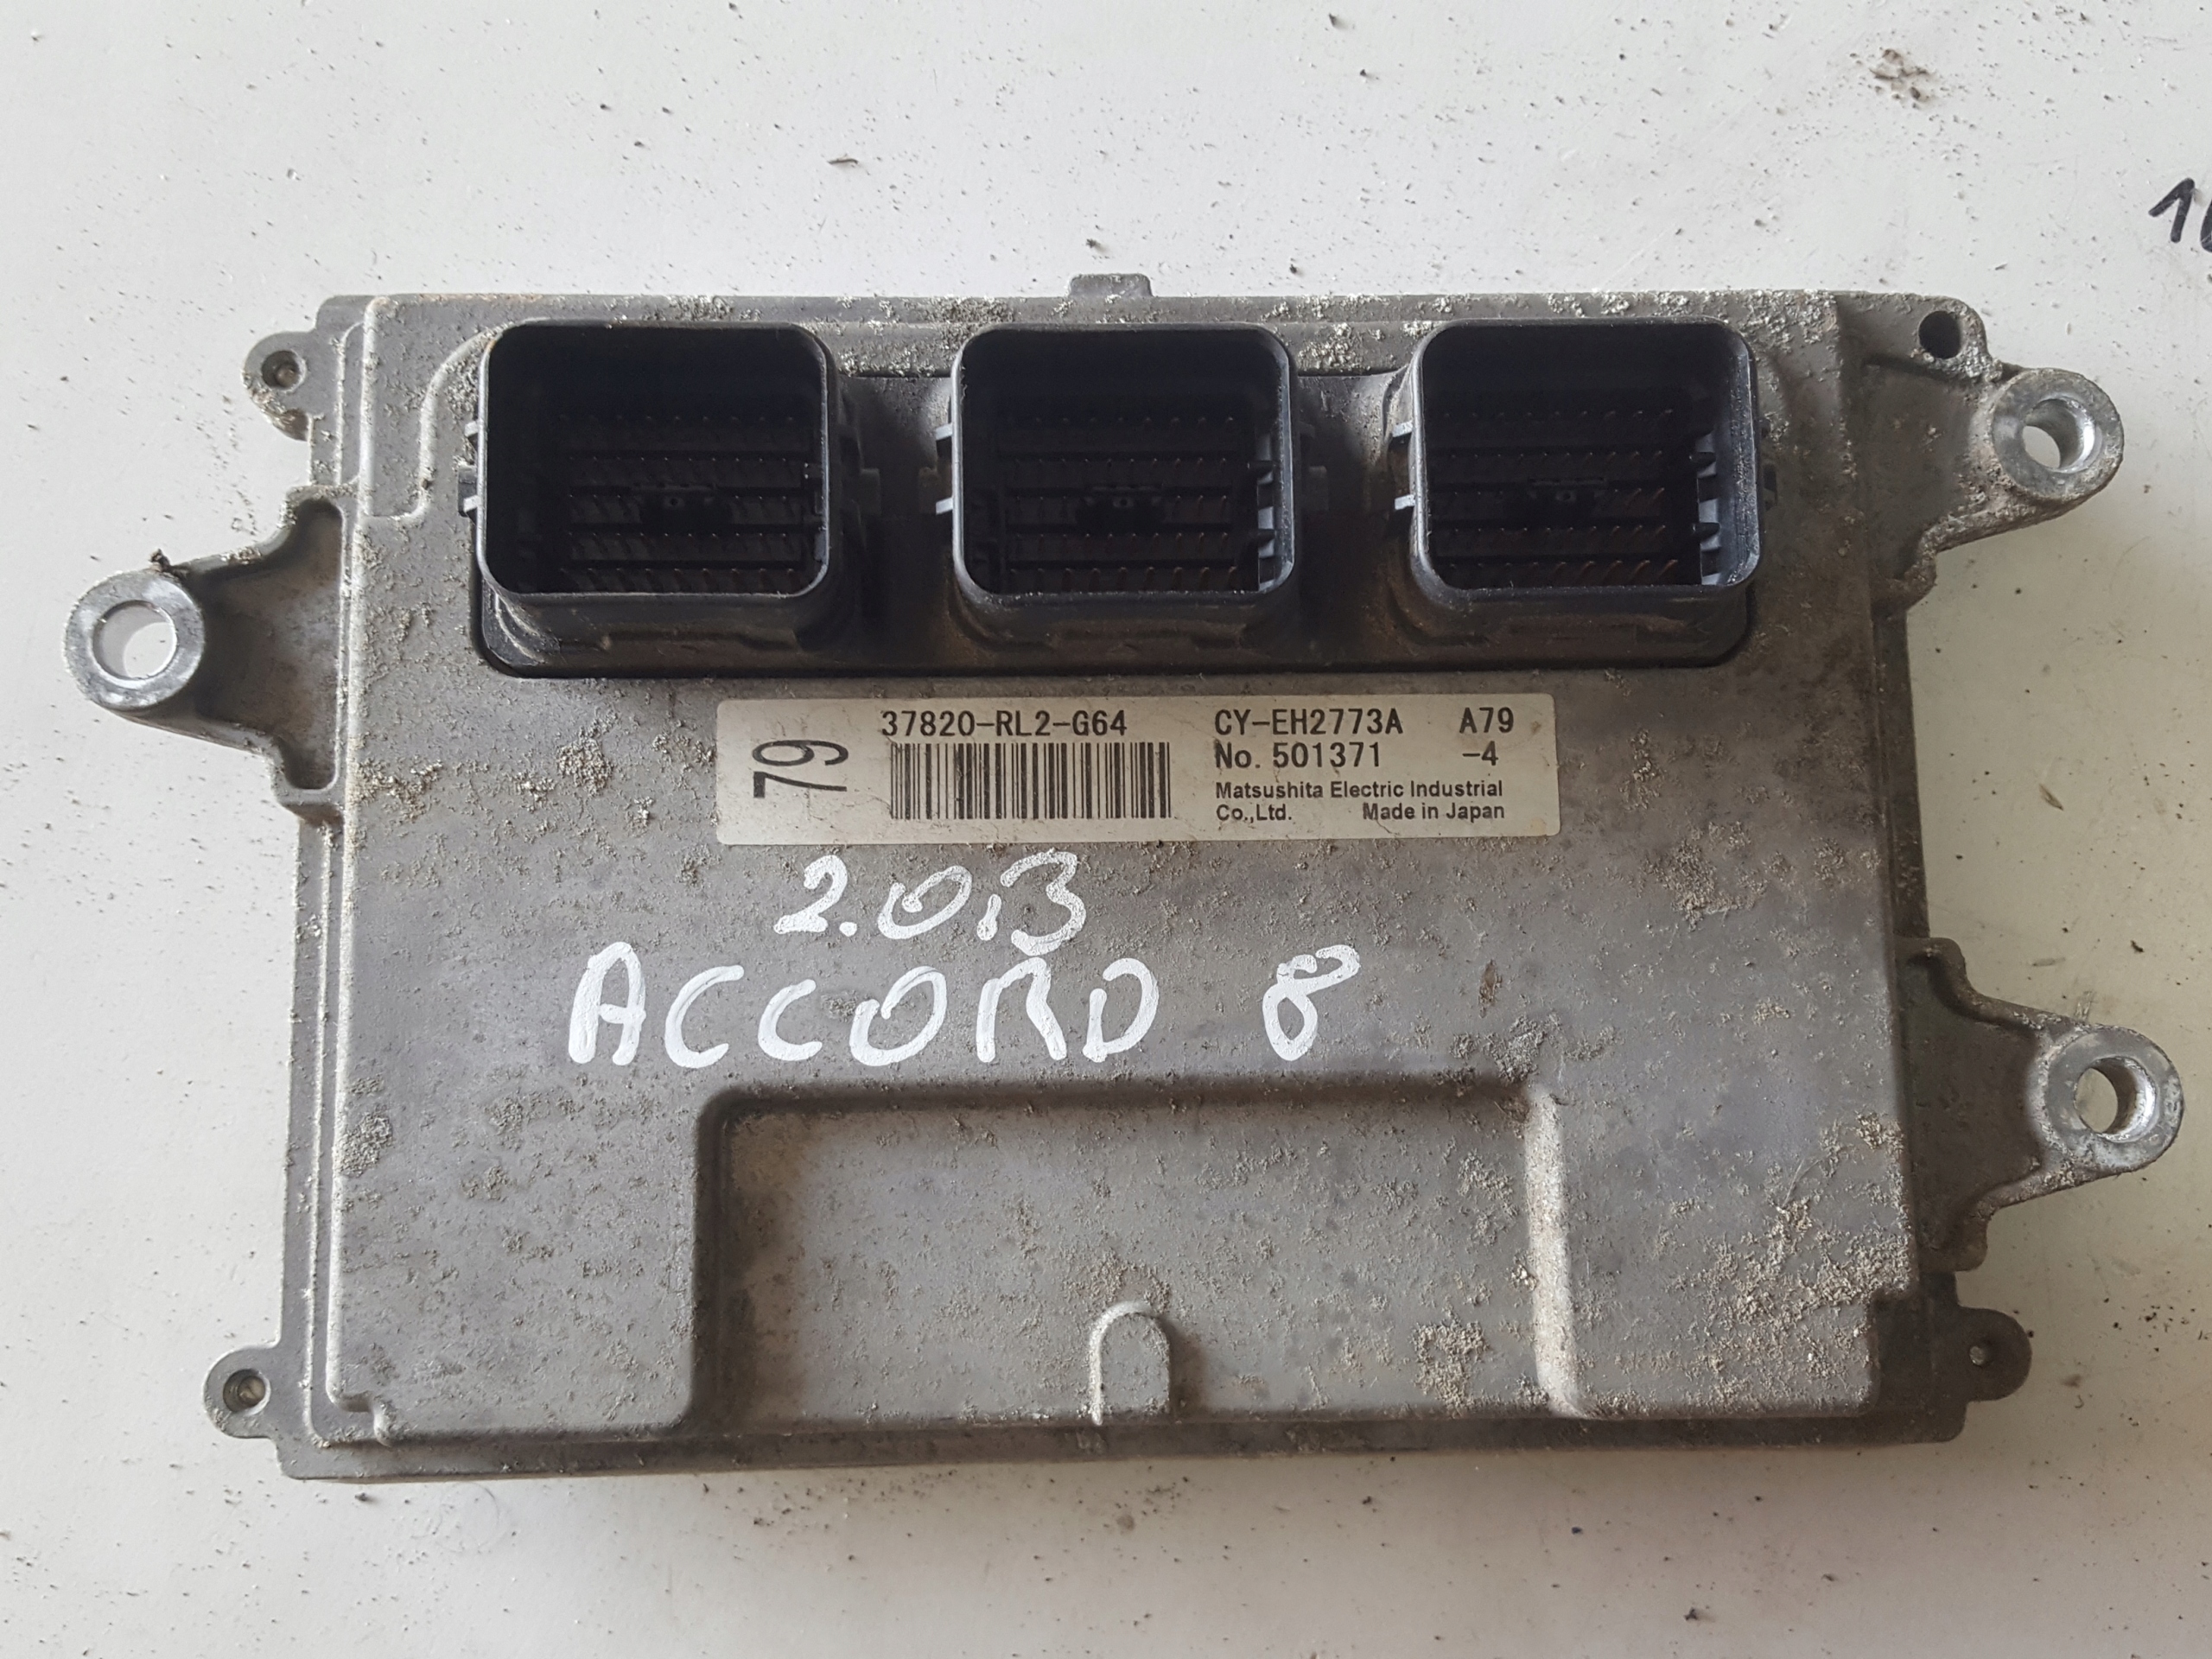 79
37820-RL2-G64 CY-EH2773A A79
No. 501371 -4
Matsushita Electric Industrial
Co.,Ltd. Made in Japan
2.0B
ACCORD 8